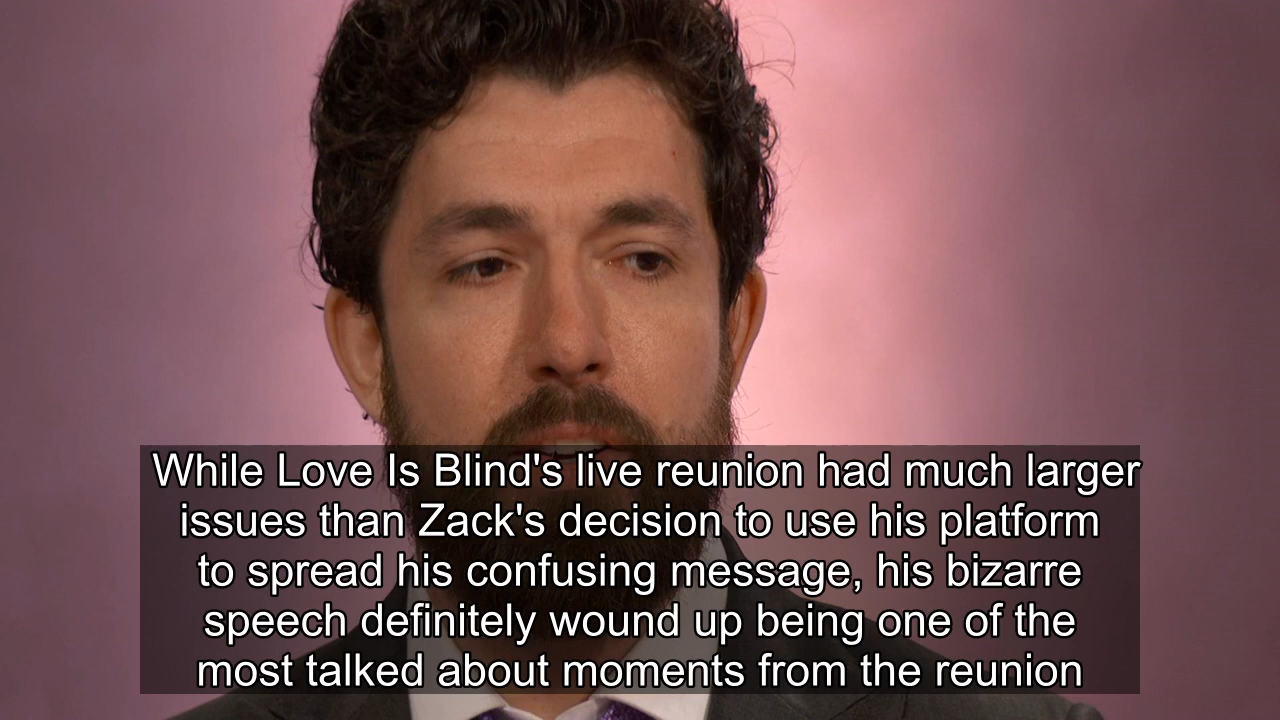 While Love Is Blind's live reunion had much larger
issues than Zack's decision to use his platform
to spread his confusing message, his bizarre
speech definitely wound up being one of the
most talked about moments from the reunion